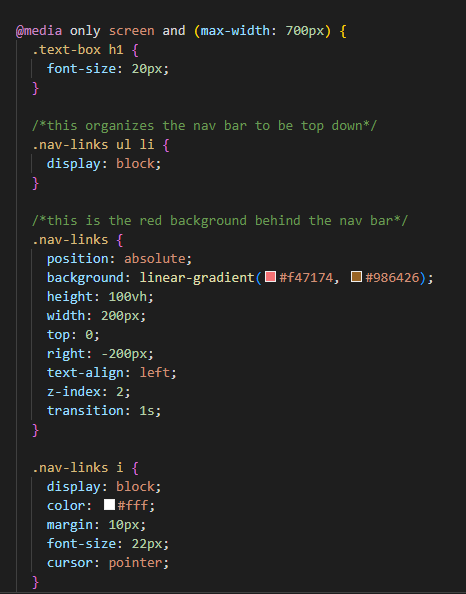 @media only screen and (max-width: 700px) {
  .text-box h1 {
    font-size: 20px;
  }

  /*this organizes the nav bar to be top down*/
  .nav-links ul li {
    display: block;
  }

  /*this is the red background behind the nav bar*/
  .nav-links {
    position: absolute;
    background: linear-gradient(#f47174, #986426);
    height: 100vh;
    width: 200px;
    top: 0;
    right: -200px;
    text-align: left;
    z-index: 2;
    transition: 1s;
  }

  .nav-links i {
    display: block;
    color: #fff;
    margin: 10px;
    font-size: 22px;
    cursor: pointer;
  }